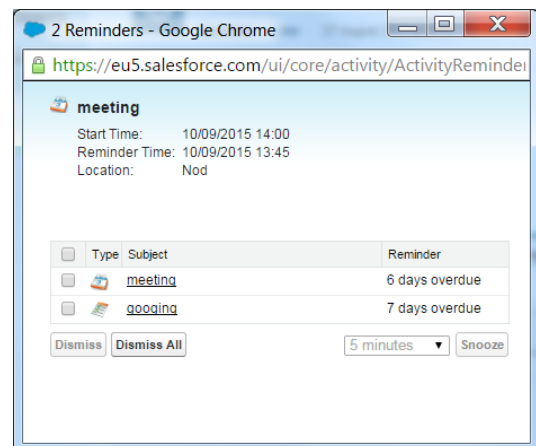 2 Reminders - Google Chrome
https://eu5.salesforce.com/ui/core/activity/ActivityReminder
meeting
Start Time: 10/09/2015 14:00
Reminder Time: 10/09/2015 13:45
Location: Nod
Type Subject Reminder
meeting 6 days overdue
googing 7 days overdue
Dismiss Dismiss All 5 minutes Snooze